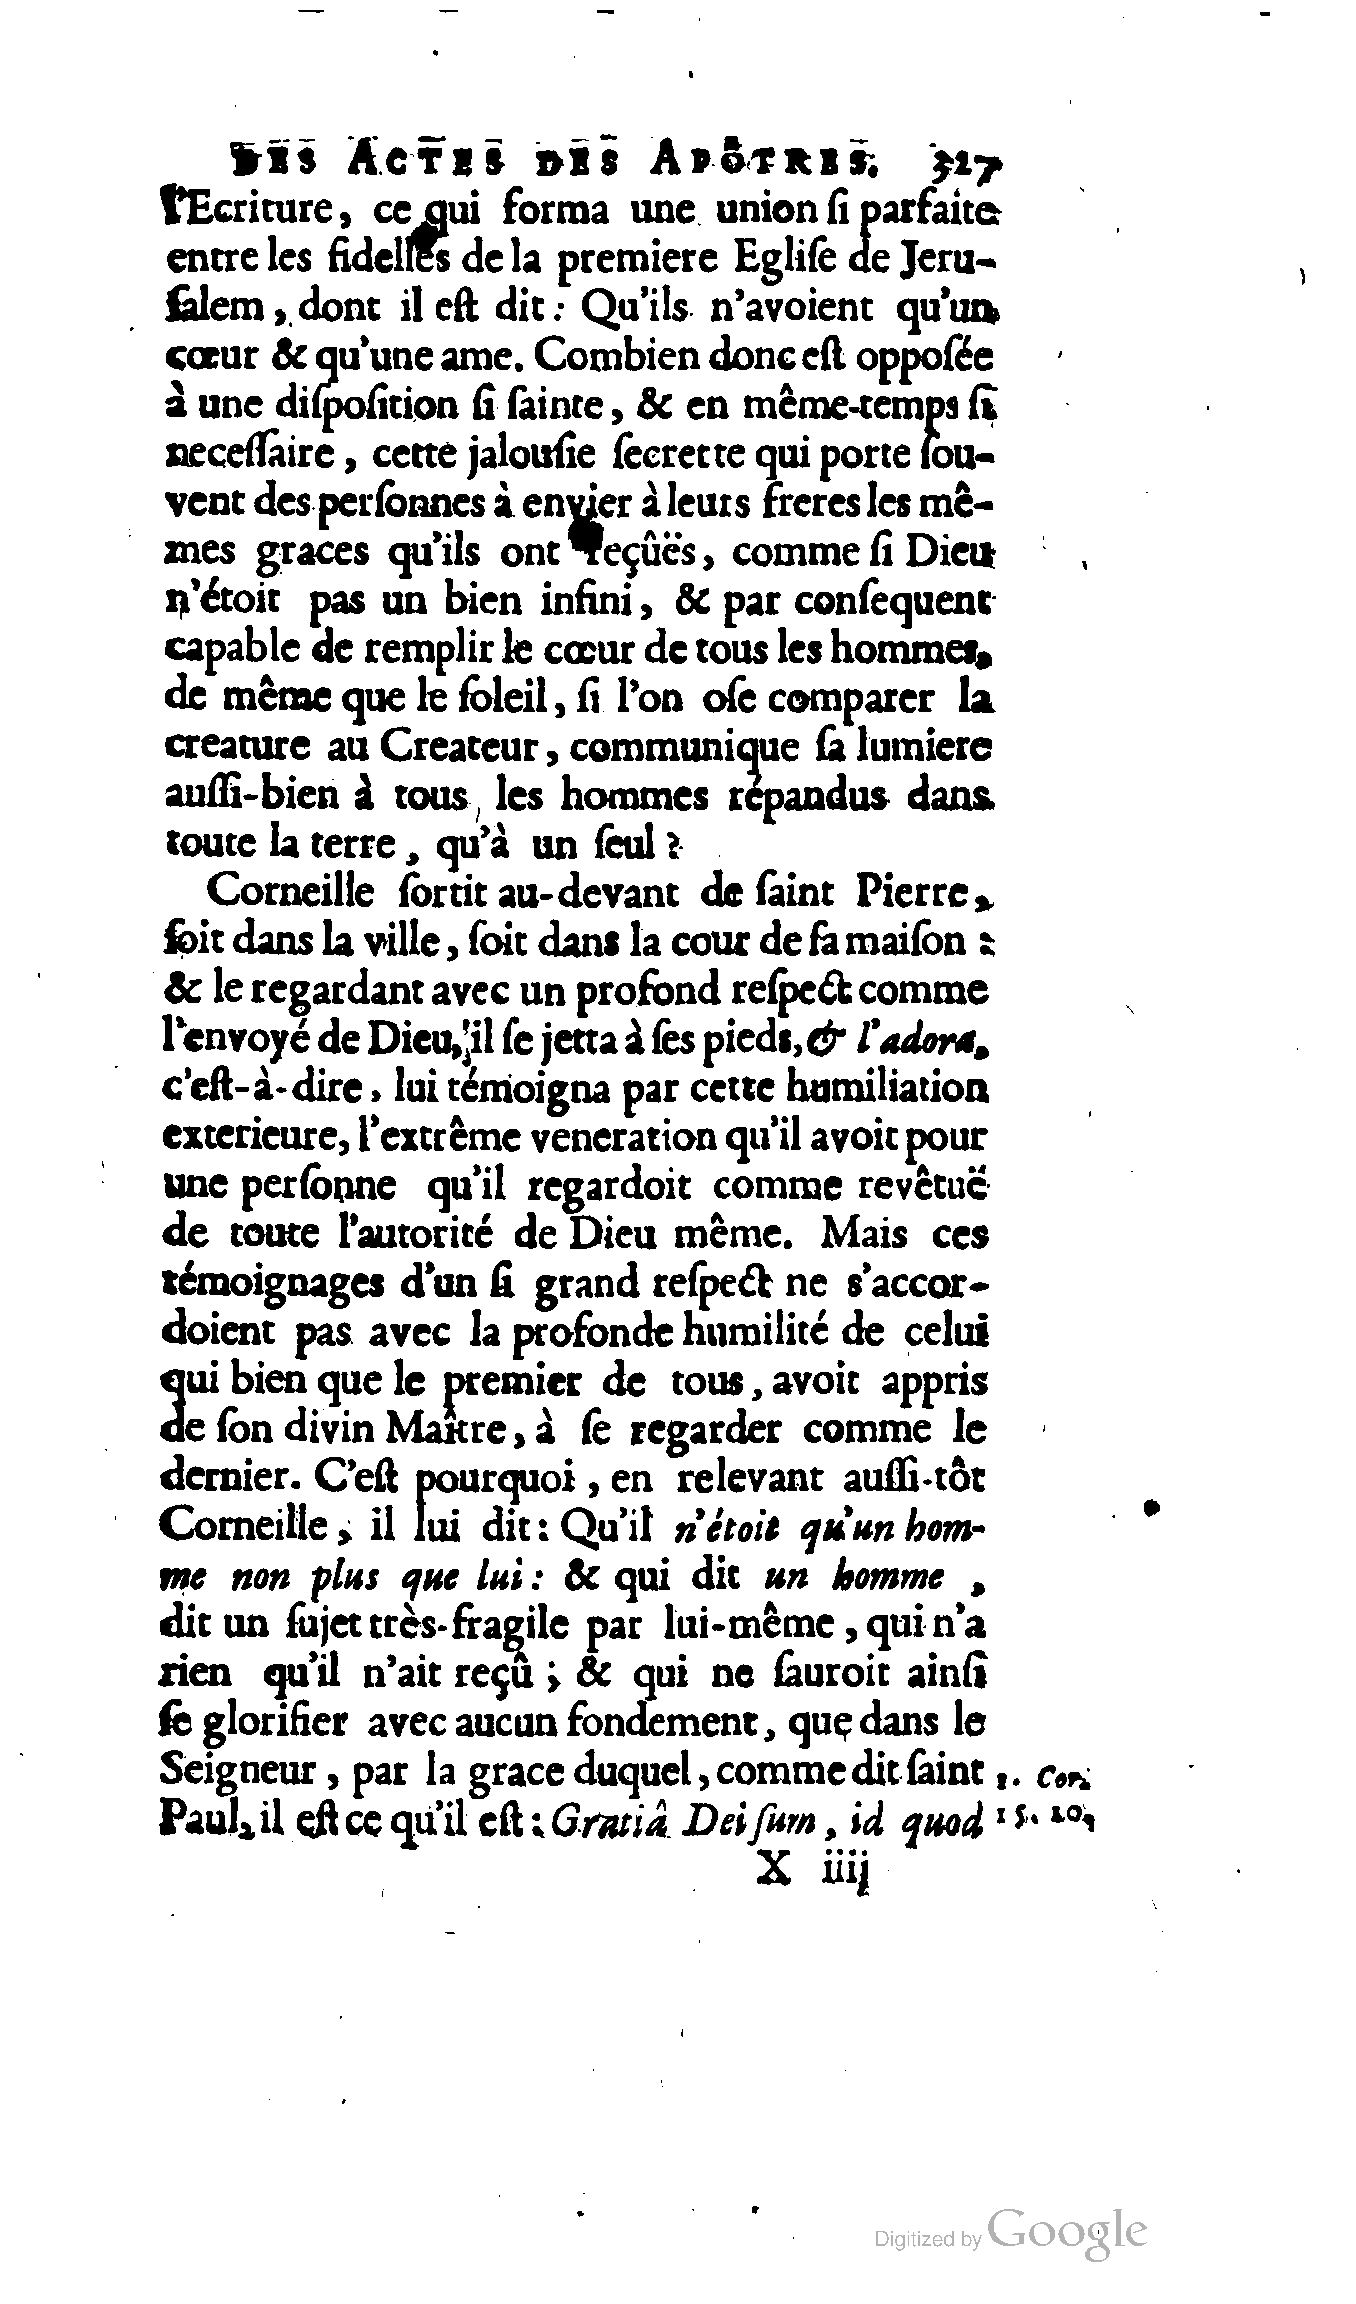 DES ACTES DES APÔTRES. 327
l'Ecriture, ce qui forma une union ſi parfaite
entre les fidelles de la premiere Egliſe de Jeru-
ſalem, dont il eſt dit: Qu'ils n'avoient qu'un
cœur & qu'une ame. Combien donc eſt oppoſée
à une diſpoſition ſi ſainte, & en même-temps ſi
neceſſaire, cette jalouſie ſecrette qui porte ſou-
vent des perſonnes à envier à leurs freres les mê-
mes graces qu'ils ont reçûës, comme ſi Dieu
n'étoit pas un bien infini, & par conſequent
capable de remplir le cœur de tous les hommes,
de même que le ſoleil, ſi l'on oſe comparer la
creature au Createur, communique ſa lumiere
auſſi-bien à tous les hommes répandus dans
toute la terre, qu'à un ſeul?
Corneille ſortit au-devant de ſaint Pierre,
ſoit dans la ville, ſoit dans la cour de ſa maiſon:
& le regardant avec un profond reſpect comme
l'envoyé de Dieu, il ſe jetta à ſes pieds, & l'adora,
c'eſt-à-dire, lui témoigna par cette humiliation
exterieure, l'extrême veneration qu'il avoit pour
une perſonne qu'il regardoit comme revêtuë
de toute l'autorité de Dieu même. Mais ces
témoignages d'un ſi grand reſpect ne s'accor-
doient pas avec la profonde humilité de celui
qui bien que le premier de tous, avoit appris
de ſon divin Maître, à ſe regarder comme le
dernier. C'eſt pourquoi, en relevant auſſi-tôt
Corneille, il lui dit: Qu'il n'étoit qu'un hom-
me non plus que lui: & qui dit un homme,
dit un ſujet très-fragile par lui-même, qui n'a
rien qu'il n'ait reçû; & qui ne ſauroit ainſi
ſe glorifier avec aucun fondement, que dans le
Seigneur, par la grace duquel, comme dit ſaint 1. Cor.
Paul, il eſt ce qu'il eſt: Gratiâ Dei ſum, id quod 15. 10.
X iiij
Digitized by Google